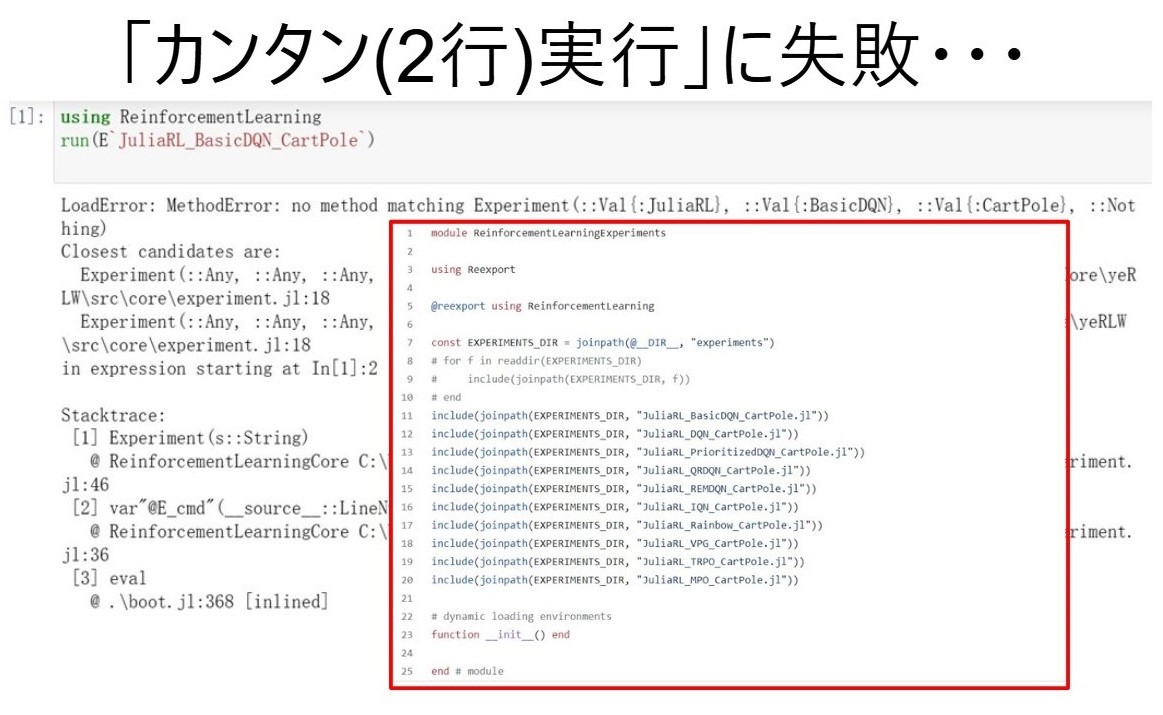 「カンタン(2行)実行」に失敗・・・
[1]: using ReinforcementLearning
run(E`JuliaRL_BasicDQN_CartPole`)
LoadError: MethodError: no method matching Experiment(::Val{:JuliaRL}, ::Val{:BasicDQN}, ::Val{:CartPole}, ::Not
hing)
Closest candidates are:
Experiment(::Any, ::Any, ::Any, ore\yeR
LW\src\core\experiment.jl:18
Experiment(::Any, ::Any, ::Any, \yeRLW
\src\core\experiment.jl:18
in expression starting at In[1]:2
Stacktrace:
[1] Experiment(s::String)
@ ReinforcementLearningCore C:\ riment.
jl:46
[2] var"@E_cmd"(__source__::LineN
@ ReinforcementLearningCore C:\ riment.
jl:36
[3] eval
@ .\boot.jl:368 [inlined]
1 module ReinforcementLearningExperiments
2
3 using Reexport
4
5 @reexport using ReinforcementLearning
6
7 const EXPERIMENTS_DIR = joinpath(@__DIR__, "experiments")
8 # for f in readdir(EXPERIMENTS_DIR)
9 #     include(joinpath(EXPERIMENTS_DIR, f))
10 # end
11 include(joinpath(EXPERIMENTS_DIR, "JuliaRL_BasicDQN_CartPole.jl"))
12 include(joinpath(EXPERIMENTS_DIR, "JuliaRL_DQN_CartPole.jl"))
13 include(joinpath(EXPERIMENTS_DIR, "JuliaRL_PrioritizedDQN_CartPole.jl"))
14 include(joinpath(EXPERIMENTS_DIR, "JuliaRL_QRDQN_CartPole.jl"))
15 include(joinpath(EXPERIMENTS_DIR, "JuliaRL_REMDQN_CartPole.jl"))
16 include(joinpath(EXPERIMENTS_DIR, "JuliaRL_IQN_CartPole.jl"))
17 include(joinpath(EXPERIMENTS_DIR, "JuliaRL_Rainbow_CartPole.jl"))
18 include(joinpath(EXPERIMENTS_DIR, "JuliaRL_VPG_CartPole.jl"))
19 include(joinpath(EXPERIMENTS_DIR, "JuliaRL_TRPO_CartPole.jl"))
20 include(joinpath(EXPERIMENTS_DIR, "JuliaRL_MPO_CartPole.jl"))
21
22 # dynamic loading environments
23 function __init__() end
24
25 end # module